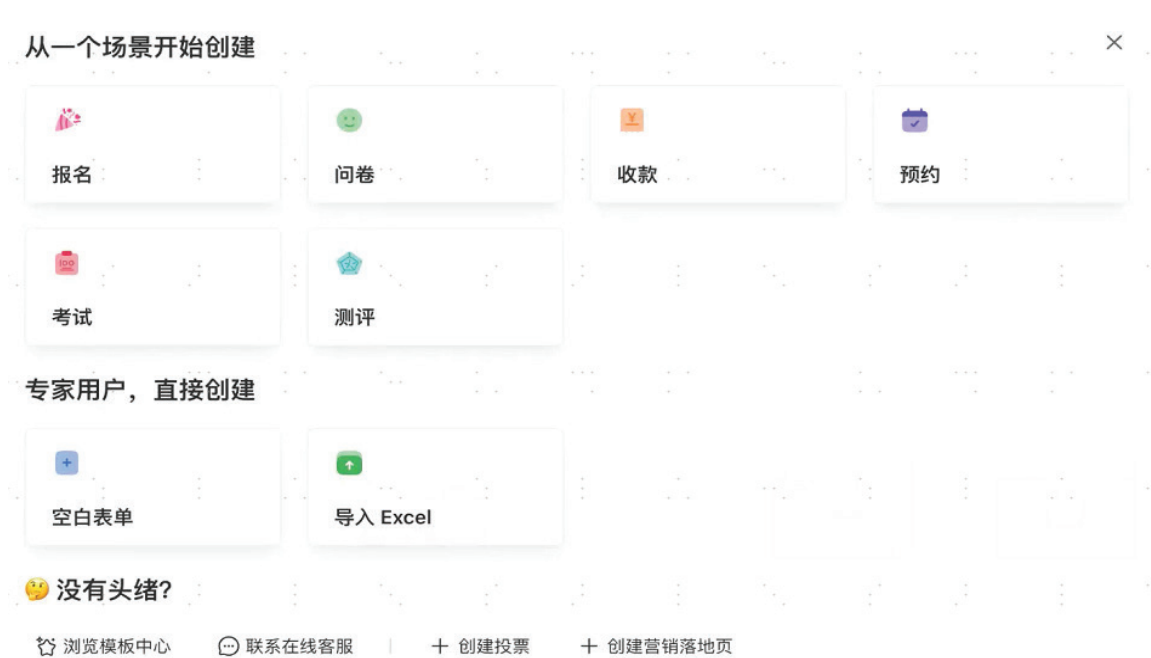 从一个场景开始创建
报名
问卷
收款
预约
考试
测评
专家用户，直接创建
空白表单
导入 Excel
🤔 没有头绪?
浏览模板中心
联系在线客服
创建投票
创建营销落地页